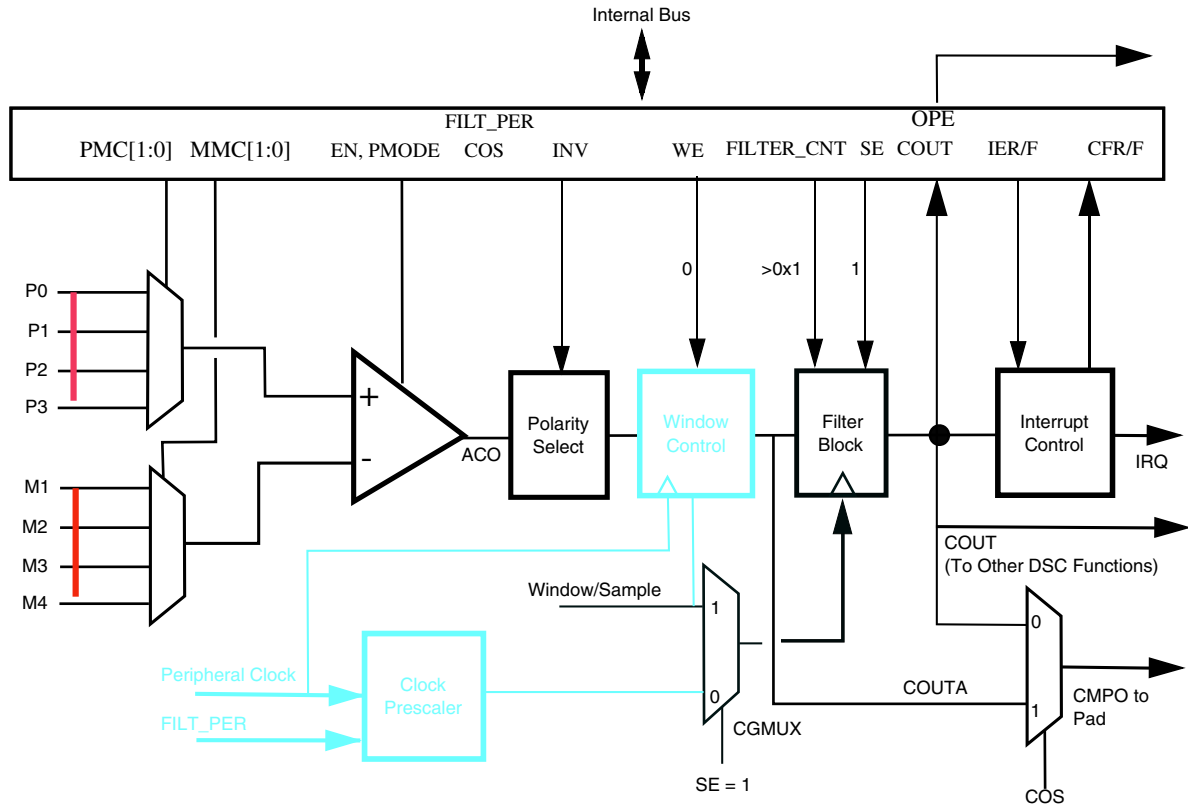 Internal Bus
FILT_PER
OPE
PMC[1:0] MMC[1:0] EN, PMODE COS INV WE FILTER_CNT SE COUT IER/F CFR/F
0
>0x1
1
P0
P1
P2
P3
+
-
ACO
Polarity
Select
Window
Control
Filter
Block
Interrupt
Control
IRQ
M1
M2
M3
M4
COUT
(To Other DSC Functions)
Window/Sample
1
0
CGMUX
SE = 1
Peripheral Clock
FILT_PER
Clock
Prescaler
COUTA
0
1
CMPO to
Pad
COS